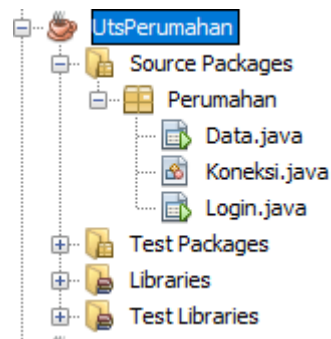 UtsPerumahan
Source Packages
Perumahan
Data.java
Koneksi.java
Login.java
Test Packages
Libraries
Test Libraries